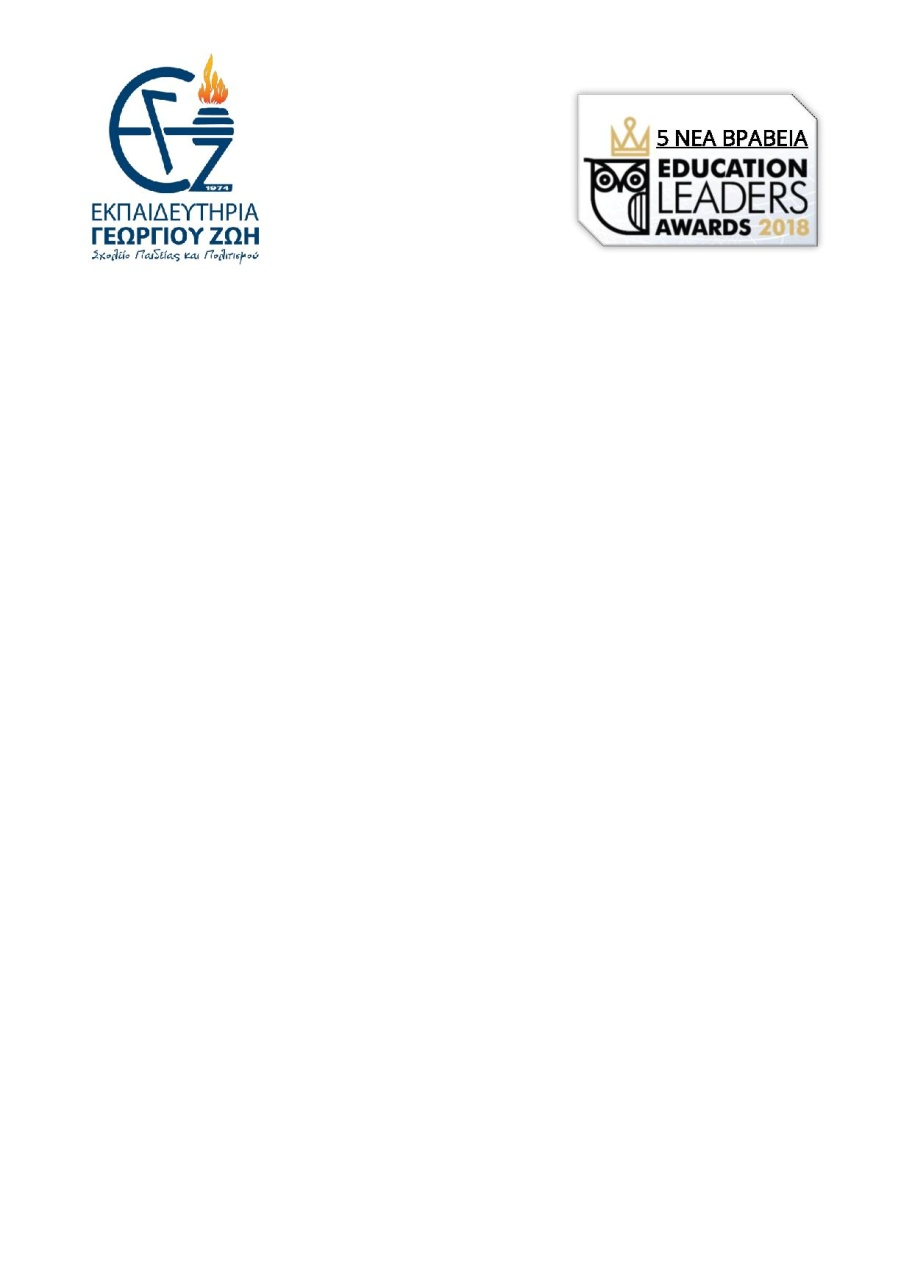 1974
ΕΚΠΑΙΔΕΥΤΗΡΙΑ
ΓΕΩΡΓΙΟΥ ΖΩΗ
Σχολείο Παιδείας και Πολιτισμού
5 ΝΕΑ ΒΡΑΒΕΙΑ
EDUCATION
LEADERS
AWARDS 2018